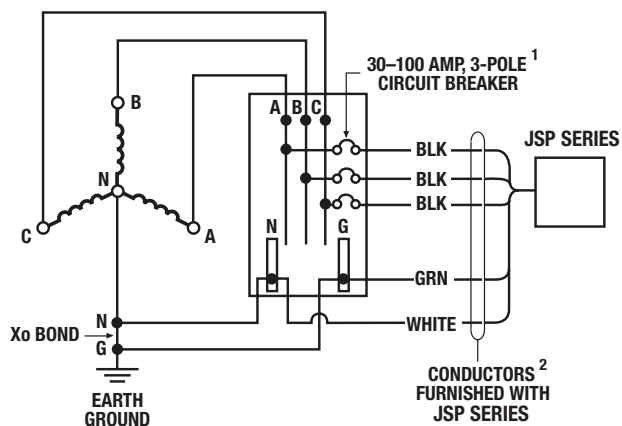 30–100 AMP, 3-POLE 1
CIRCUIT BREAKER
B
A B C
JSP SERIES
BLK
BLK
BLK
N
C
A
N G
GRN
N
WHITE
Xo BOND
G
EARTH
GROUND
CONDUCTORS 2
FURNISHED WITH
JSP SERIES